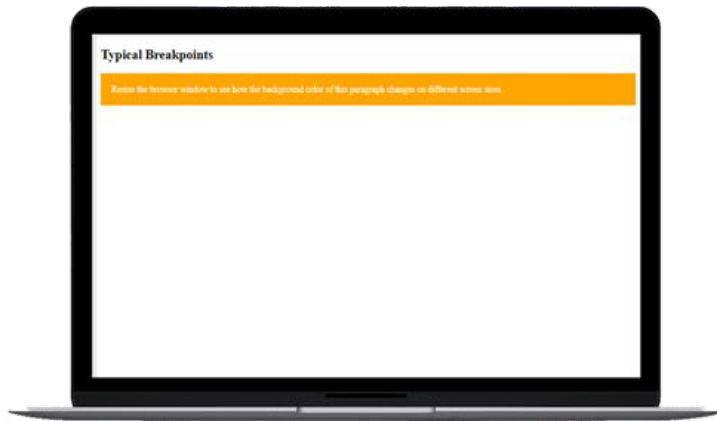 Typical Breakpoints
Resize the browser window to see how the background color of this paragraph changes on different screen sizes.